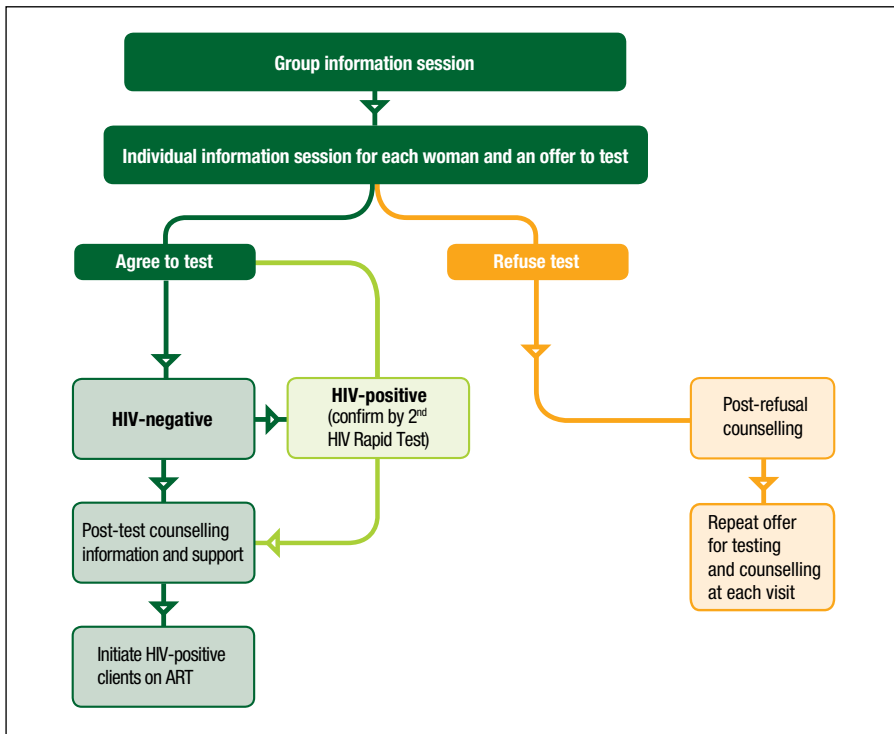 Group information session
Individual information session for each woman and an offer to test
Agree to test
Refuse test
HIV-negative
HIV-positive
(confirm by 2nd
HIV Rapid Test)
Post-refusal
counselling
Post-test counselling
information and support
Repeat offer
for testing
and counselling
at each visit
Initiate HIV-positive
clients on ART